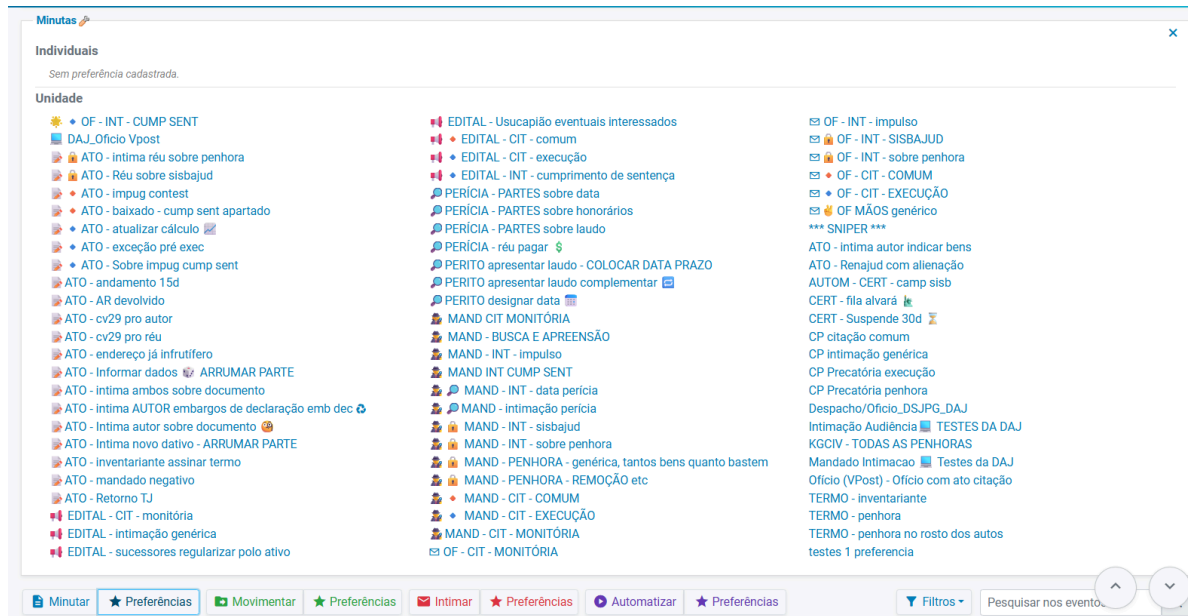 Minutas
Individuais
Sem preferência cadastrada.
Unidade
OF - INT - CUMP SENT
DAJ_Oficio Vpost
ATO - intima réu sobre penhora
ATO - Réu sobre sisbajud
ATO - impug contest
ATO - baixado - cump sent apartado
ATO - atualizar cálculo
ATO - exceção pré exec
ATO - Sobre impug cump sent
ATO - andamento 15d
ATO - AR devolvido
ATO - cv29 pro autor
ATO - cv29 pro réu
ATO - endereço já infrutífero
ATO - Informar dados ARRUMAR PARTE
ATO - intima ambos sobre documento
ATO - intima AUTOR embargos de declaração emb dec
ATO - Intima autor sobre documento
ATO - Intima novo dativo - ARRUMAR PARTE
ATO - inventariante assinar termo
ATO - mandado negativo
ATO - Retorno TJ
EDITAL - CIT - monitória
EDITAL - intimação genérica
EDITAL - sucessores regularizar polo ativo
EDITAL - Usucapião eventuais interessados
EDITAL - CIT - comum
EDITAL - CIT - execução
EDITAL - INT - cumprimento de sentença
PERÍCIA - PARTES sobre data
PERÍCIA - PARTES sobre honorários
PERÍCIA - PARTES sobre laudo
PERÍCIA - réu pagar
PERITO apresentar laudo - COLOCAR DATA PRAZO
PERITO apresentar laudo complementar
PERITO designar data
MAND CIT MONITÓRIA
MAND - BUSCA E APREENSÃO
MAND - INT - impulso
MAND INT CUMP SENT
MAND - INT - data perícia
MAND - intimação perícia
MAND - INT - sisbajud
MAND - INT - sobre penhora
MAND - PENHORA - genérica, tantos bens quanto bastem
MAND - PENHORA - REMOÇÃO etc
MAND - CIT - COMUM
MAND - CIT - EXECUÇÃO
MAND - CIT - MONITÓRIA
OF - CIT - MONITÓRIA
OF - INT - impulso
OF - INT - SISBAJUD
OF - INT - sobre penhora
OF - CIT - COMUM
OF - CIT - EXECUÇÃO
OF MÃOS genérico
*** SNIPER ***
ATO - intima autor indicar bens
ATO - Renajud com alienação
AUTOM - CERT - camp sisb
CERT - fila alvará
CERT - Suspende 30d
CP citação comum
CP intimação genérica
CP Precatória execução
CP Precatória penhora
Despacho/Oficio_DSJPG_DAJ
Intimação Audiência TESTES DA DAJ
KGCIV - TODAS AS PENHORAS
Mandado Intimacao Testes da DAJ
Ofício (VPost) - Ofício com ato citação
TERMO - inventariante
TERMO - penhora
TERMO - penhora no rosto dos autos
testes 1 preferencia
Minutar Preferências Movimentar Preferências Intimar Preferências Automatizar Preferências Filtros Pesquisar nos